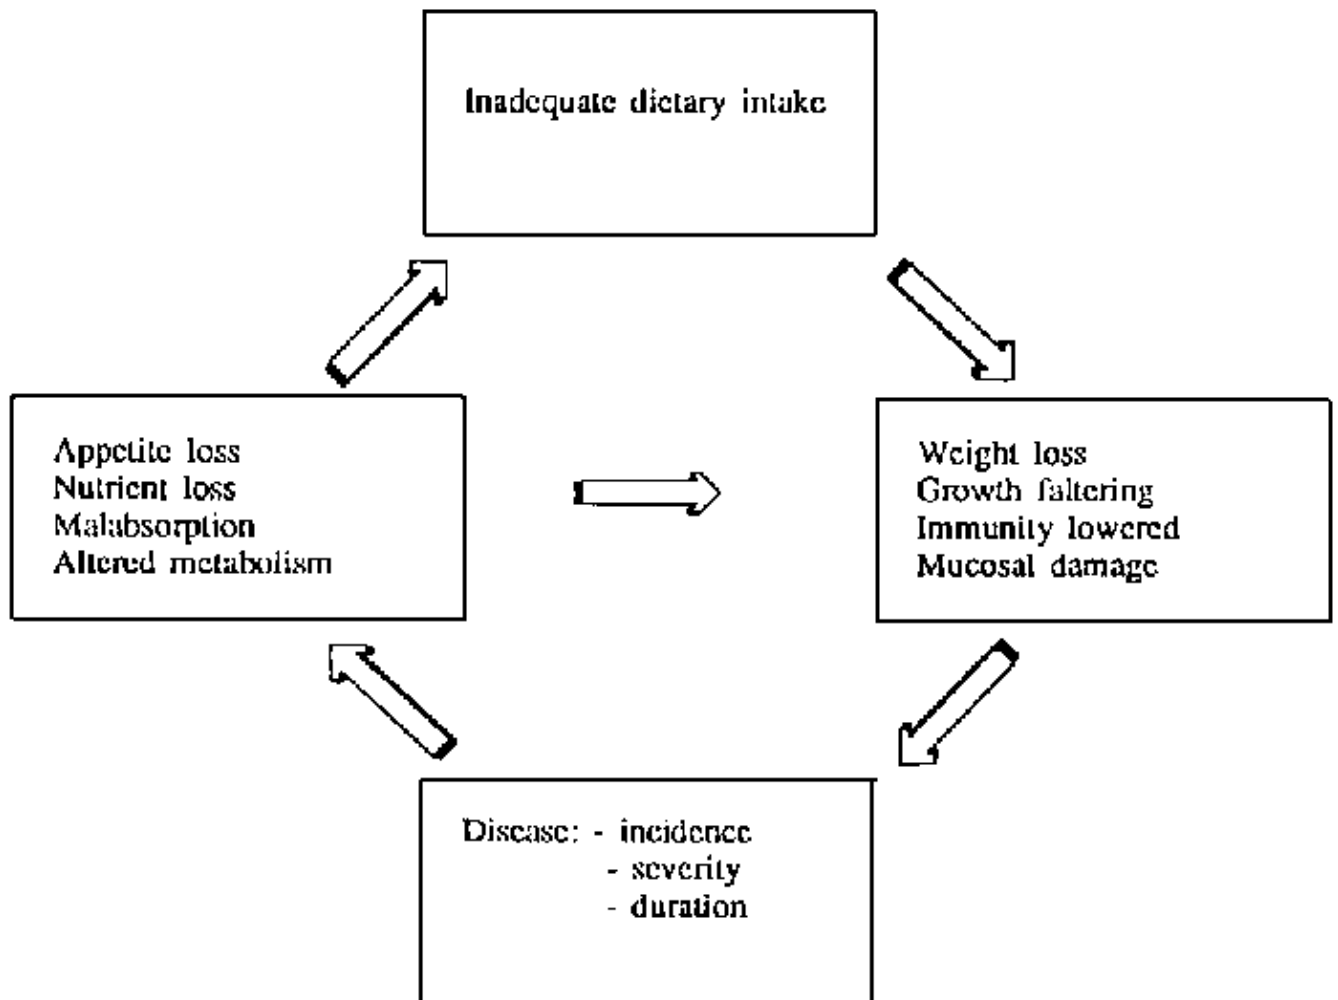 Inadequate dietary intake
Appetite loss
Nutrient loss
Malabsorption
Altered metabolism
Weight loss
Growth faltering
Immunity lowered
Mucosal damage
Disease: - incidence
- severity
- duration